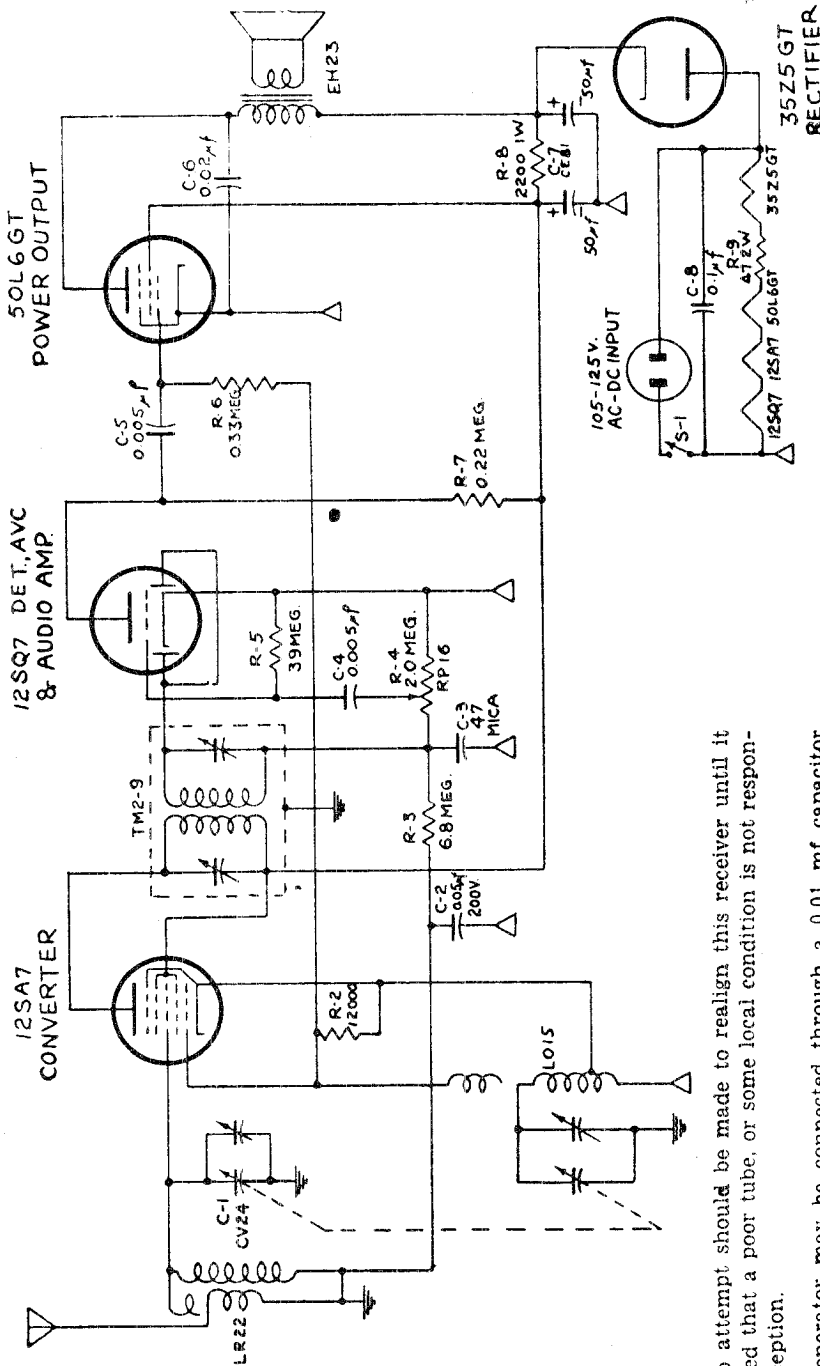 12SA7
CONVERTER
12SQ7 DET., AVC
& AUDIO AMP.
50L6GT
POWER OUTPUT
TM2-9
C-5
0.005µf
C-6
0.02µf
EH23
R-6
0.33MEG.
R-5
39MEG.
C-4
0.005µf
R-4
2.0 MEG.
RP16
R-7
0.22 MEG.
C-3
47
MICA
R-3
6.8 MEG.
C-2
0.05µf
200V.
R-2
12000
C-1
CV24
LR22
LO15
R-8
2200 1W
C-7
CE81
+
50µf
+
50µf
105-125V.
AC-DC INPUT
S-1
C-8
0.1µf
R-9
47 2W
12SQ7 12SA7 50L6GT
35Z5GT
35Z5GT
RECTIFIER
o attempt should be made to realign this receiver until it
ed that a poor tube, or some local condition is not respon-
eption.
enerator may be connected through a 0.01 mf capacitor